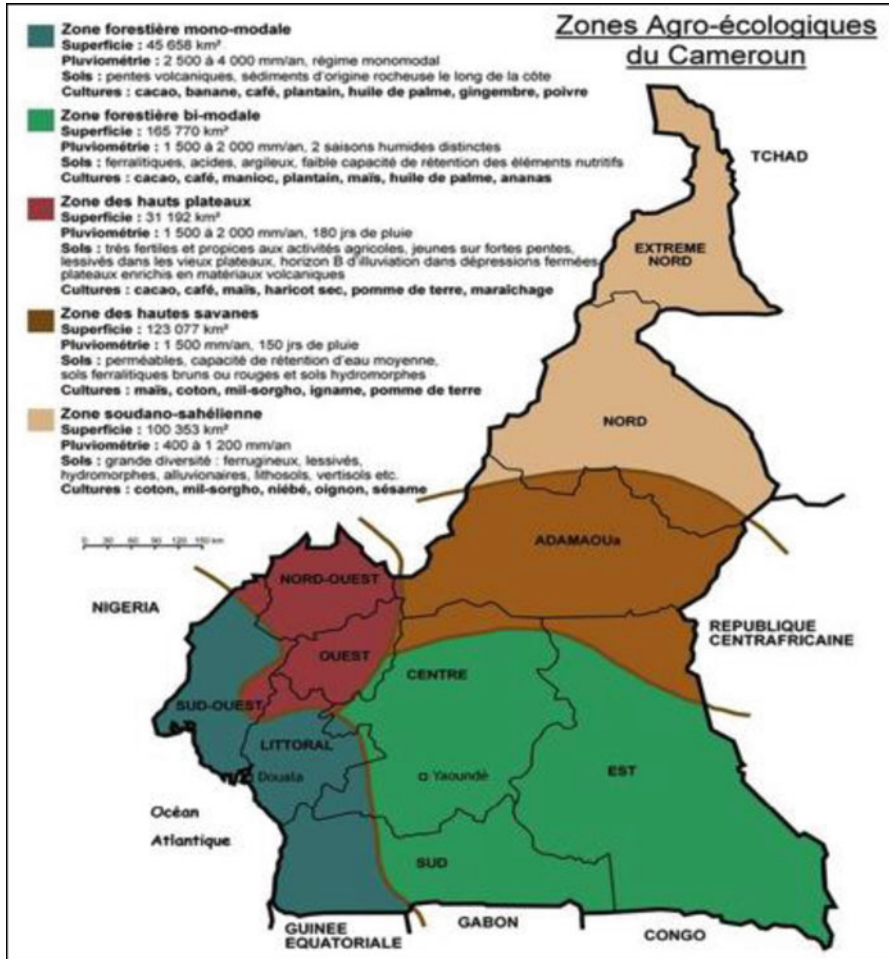 Zones Agro-écologiques
du Cameroun
Zone forestière mono-modale
Superficie : 45 658 km²
Pluviométrie : 2 500 à 4 000 mm/an, régime monomodal
Sols : pentes volcaniques, sédiments d'origine rocheuse le long de la côte
Cultures : cacao, banane, café, plantain, huile de palme, gingembre, poivre
Zone forestière bi-modale
Superficie : 165 770 km²
Pluviométrie : 1 500 à 2 000 mm/an, 2 saisons humides distinctes
Sols : ferralitiques, acides, argileux, faible capacité de rétention des éléments nutritifs
Cultures : cacao, café, manioc, plantain, maïs, huile de palme, ananas
Zone des hauts plateaux
Superficie : 31 192 km²
Pluviométrie : 1 500 à 2 000 mm/an, 180 jrs de pluie
Sols : trés fertiles et propices aux activités agricoles, jeunes sur fortes pentes,
lessivés dans les vieux plateaux, horizon B d'illuviation dans dépressions fermées,
plateaux enrichis en matériaux volcaniques
Cultures : cacao, café, maïs, haricot sec, pomme de terre, maraîchage
Zone des hautes savanes
Superficie : 123 077 km²
Pluviométrie : 1 500 mm/an, 150 jrs de pluie
Sols : perméables, capacité de rétention d'eau moyenne,
sols ferralitiques bruns ou rouges et sols hydromorphes
Cultures : maïs, coton, mil-sorgho, igname, pomme de terre
Zone soudano-sahélienne
Superficie : 100 353 km²
Pluviométrie : 400 à 1 200 mm/an
Sols : grande diversité : ferrugineux, lessivés,
hydromorphes, alluvionaires, lithosols, vertisols etc.
Cultures : coton, mil-sorgho, niébé, oignon, sésame
0 30 60 90 120 150 km
TCHAD
EXTREME
NORD
NORD
ADAMAOUa
NORD-OUEST
NIGERIA
REPUBLIQUE
CENTRAFRICAINE
OUEST
CENTRE
SUD-OUEST
LITTORAL
Douala
Yaoundè
EST
Océan
Atlantique
SUD
GUINEE
EQUATORIALE
GABON
CONGO